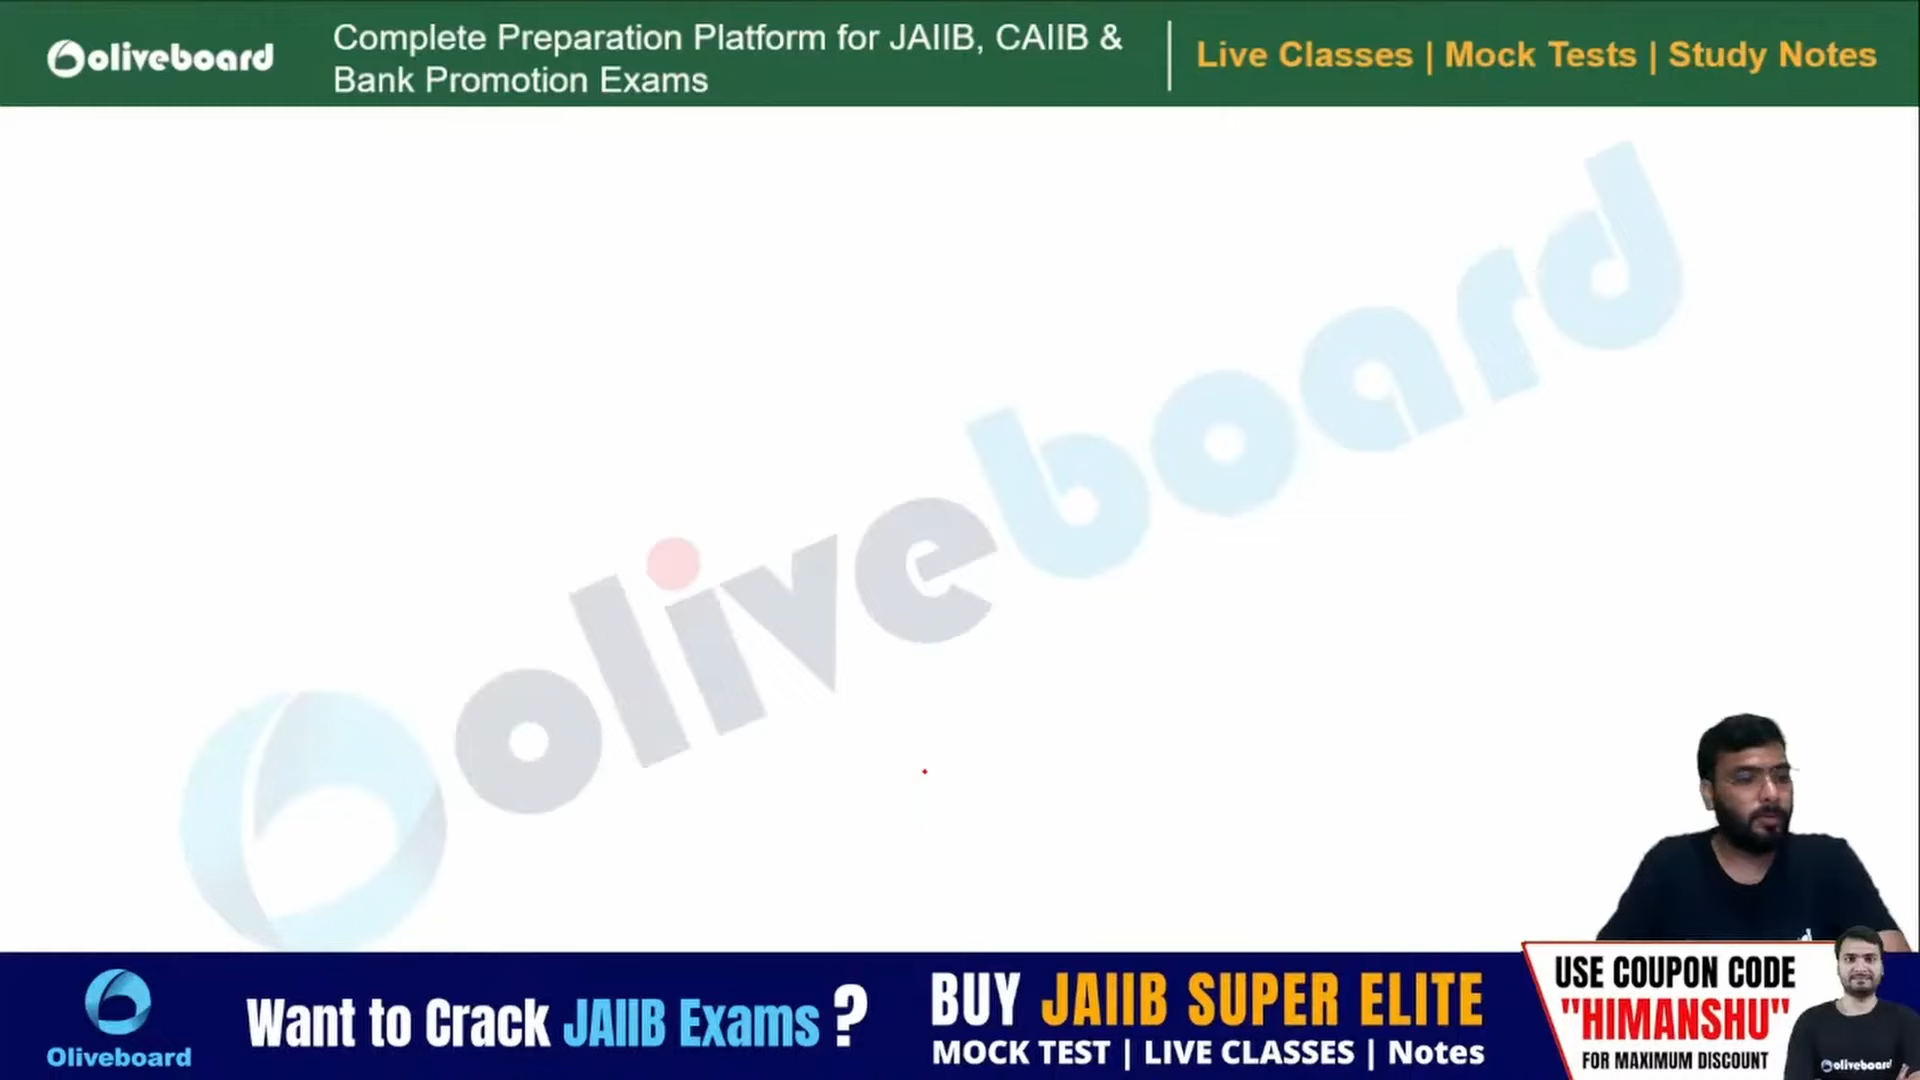 oliveboard
Complete Preparation Platform for JAIIB, CAIIB &
Bank Promotion Exams
Live Classes | Mock Tests | Study Notes
oliveboard
Oliveboard
Want to Crack JAIIB Exams ?
BUY JAIIB SUPER ELITE
MOCK TEST | LIVE CLASSES | Notes
USE COUPON CODE
"HIMANSHU"
FOR MAXIMUM DISCOUNT
oliveboard